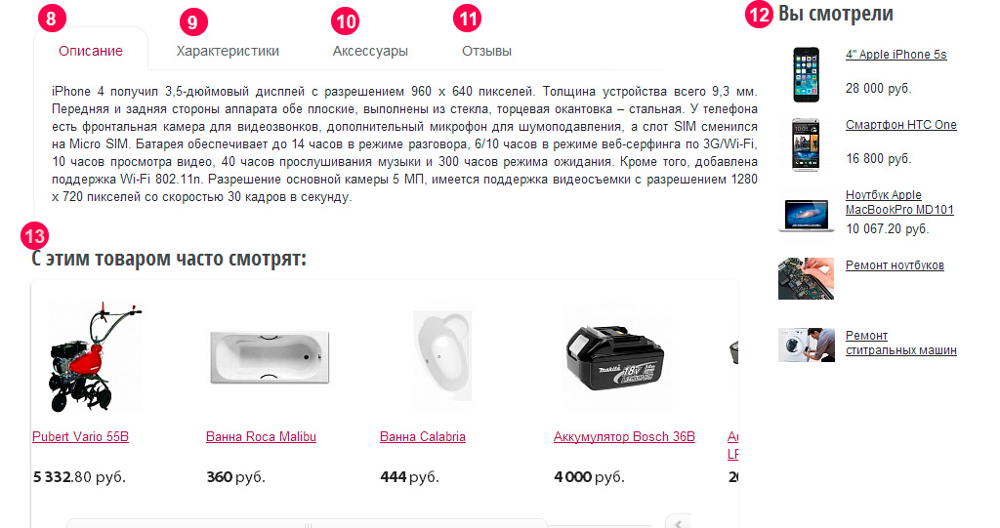 8
9
10
11
Описание
Характеристики
Аксессуары
Отзывы
iPhone 4 получил 3,5-дюймовый дисплей с разрешением 960 x 640 пикселей. Толщина устройства всего 9,3 мм.
Передняя и задняя стороны аппарата обе плоские, выполнены из стекла, торцевая окантовка – стальная. У телефона
есть фронтальная камера для видеозвонков, дополнительный микрофон для шумоподавления, а слот SIM сменился
на Micro SIM. Батарея обеспечивает до 14 часов в режиме разговора, 6/10 часов в режиме веб-серфинга по 3G/Wi-Fi,
10 часов просмотра видео, 40 часов прослушивания музыки и 300 часов режима ожидания. Кроме того, добавлена
поддержка Wi-Fi 802.11n. Разрешение основной камеры 5 МП, имеется поддержка видеосъемки с разрешением 1280
x 720 пикселей со скоростью 30 кадров в секунду.
12
Вы смотрели
4" Apple iPhone 5s
28 000 руб.
Смартфон HTC One
16 800 руб.
Ноутбук Apple
MacBookPro MD101
10 067.20 руб.
Ремонт ноутбуков
Ремонт
ститральных машин
13
С этим товаром часто смотрят:
makita
18V
Pubert Vario 55B
Ванна Roca Malibu
Ванна Calabria
Аккумулятор Bosch 36В
5 332.80 руб.
360 руб.
444 руб.
4 000 руб.